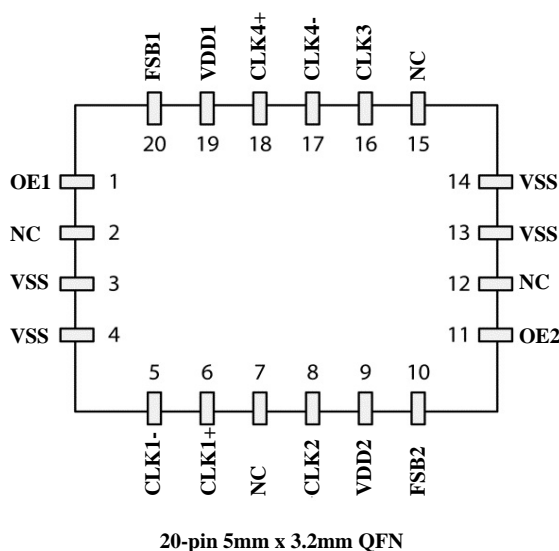 FSB1 VDD1 CLK4+ CLK4- CLK3 NC
20 19 18 17 16 15
OE1 1 14 VSS
NC 2 13 VSS
VSS 3 12 NC
VSS 4 11 OE2
5 6 7 8 9 10
CLK1- CLK1+ NC CLK2 VDD2 FSB2
20-pin 5mm x 3.2mm QFN